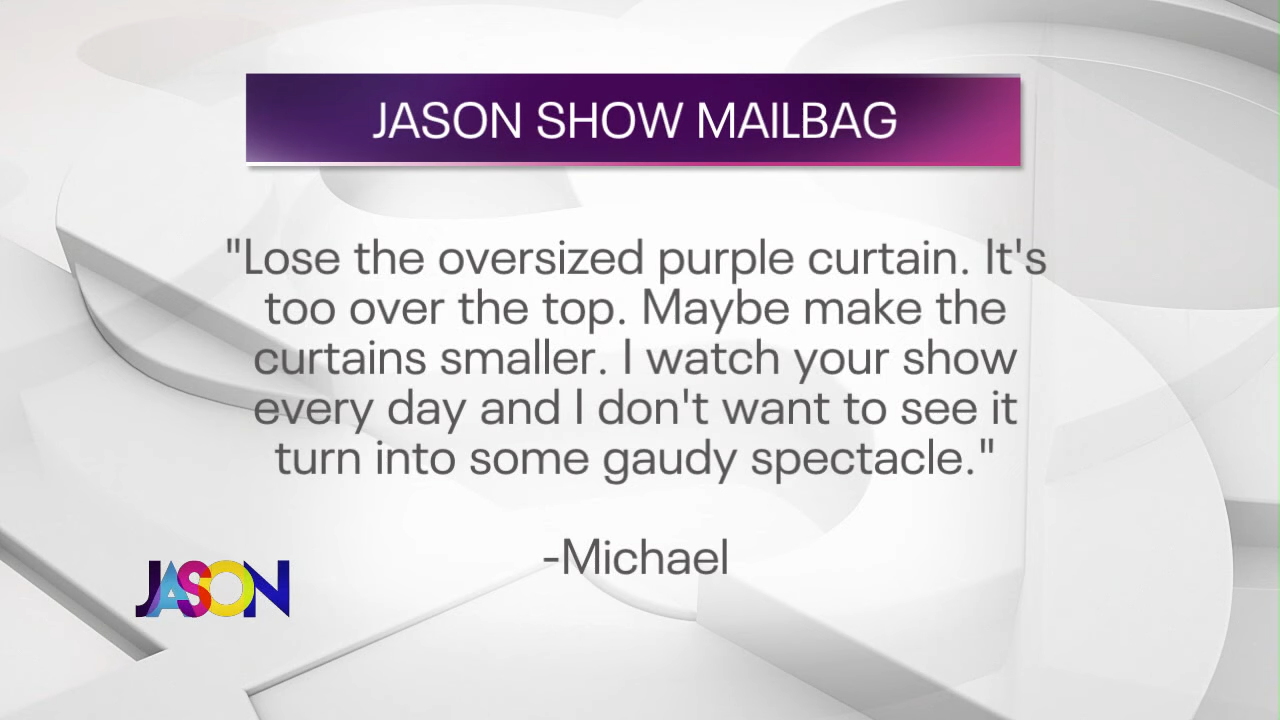 JASON SHOW MAILBAG
"Lose the oversized purple curtain. It's
too over the top. Maybe make the
curtains smaller. I watch your show
every day and I don't want to see it
turn into some gaudy spectacle."
-Michael
JASON